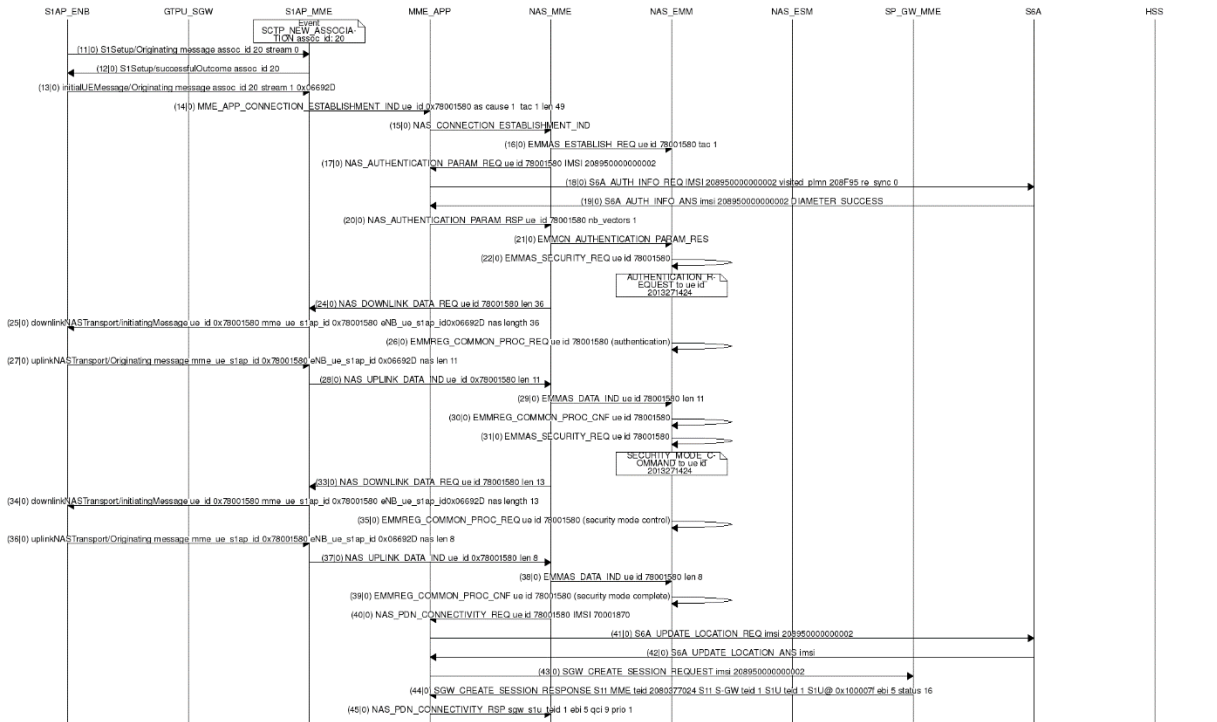 S1AP_ENB GTPU_SGW S1AP_MME MME_APP NAS_MME NAS_EMM NAS_ESM SP_GW_MME S6A HSS
Event
SCTP_NEW_ASSOCIA-
TION assoc_id: 20
(11|0) S1Setup/Originating message assoc_id 20 stream 0
(12|0) S1Setup/successfulOutcome assoc_id 20
(13|0) initialUEMessage/Originating message assoc_id 20 stream 1 0x06692D
(14|0) MME_APP_CONNECTION_ESTABLISHMENT_IND ue_id 0x78001580 as cause 1 tac 1 len 49
(15|0) NAS_CONNECTION_ESTABLISHMENT_IND
(16|0) EMMAS_ESTABLISH_REQ ue id 78001580 tac 1
(17|0) NAS_AUTHENTICATION_PARAM_REQ ue id 78001580 IMSI 208950000000002
(18|0) S6A_AUTH_INFO_REQ IMSI 208950000000002 visited_plmn 208F95 re_sync 0
(19|0) S6A_AUTH_INFO_ANS imsi 208950000000002 DIAMETER_SUCCESS
(20|0) NAS_AUTHENTICATION_PARAM_RSP ue_id 78001580 nb_vectors 1
(21|0) EMMCN_AUTHENTICATION_PARAM_RES
(22|0) EMMAS_SECURITY_REQ ue id 78001580
AUTHENTICATION_R-
EQUEST to ue id
2013271424
(24|0) NAS_DOWNLINK_DATA_REQ ue id 78001580 len 36
(25|0) downlinkNASTransport/initiatingMessage ue_id 0x78001580 mme_ue_s1ap_id 0x78001580 eNB_ue_s1ap_id0x06692D nas length 36
(26|0) EMMREG_COMMON_PROC_REQ ue id 78001580 (authentication)
(27|0) uplinkNASTransport/Originating message mme_ue_s1ap_id 0x78001580 eNB_ue_s1ap_id 0x06692D nas len 11
(28|0) NAS_UPLINK_DATA_IND ue_id 0x78001580 len 11
(29|0) EMMAS_DATA_IND ue id 78001580 len 11
(30|0) EMMREG_COMMON_PROC_CNF ue id 78001580
(31|0) EMMAS_SECURITY_REQ ue id 78001580
SECURITY_MODE_C-
OMMAND to ue id
2013271424
(33|0) NAS_DOWNLINK_DATA_REQ ue id 78001580 len 13
(34|0) downlinkNASTransport/initiatingMessage ue_id 0x78001580 mme_ue_s1ap_id 0x78001580 eNB_ue_s1ap_id0x06692D nas length 13
(35|0) EMMREG_COMMON_PROC_REQ ue id 78001580 (security mode control)
(36|0) uplinkNASTransport/Originating message mme_ue_s1ap_id 0x78001580 eNB_ue_s1ap_id 0x06692D nas len 8
(37|0) NAS_UPLINK_DATA_IND ue_id 0x78001580 len 8
(38|0) EMMAS_DATA_IND ue id 78001580 len 8
(39|0) EMMREG_COMMON_PROC_CNF ue id 78001580 (security mode complete)
(40|0) NAS_PDN_CONNECTIVITY_REQ ue id 78001580 IMSI 70001870
(41|0) S6A_UPDATE_LOCATION_REQ imsi 208950000000002
(42|0) S6A_UPDATE_LOCATION_ANS imsi
(43|0) SGW_CREATE_SESSION_REQUEST imsi 208950000000002
(44|0) SGW_CREATE_SESSION_RESPONSE S11 MME teid 2080377024 S11 S-GW teid 1 S1U teid 1 S1U@ 0x100007f ebi 5 status 16
(45|0) NAS_PDN_CONNECTIVITY_RSP sgw_s1u_teid 1 ebi 5 qci 9 prio 1